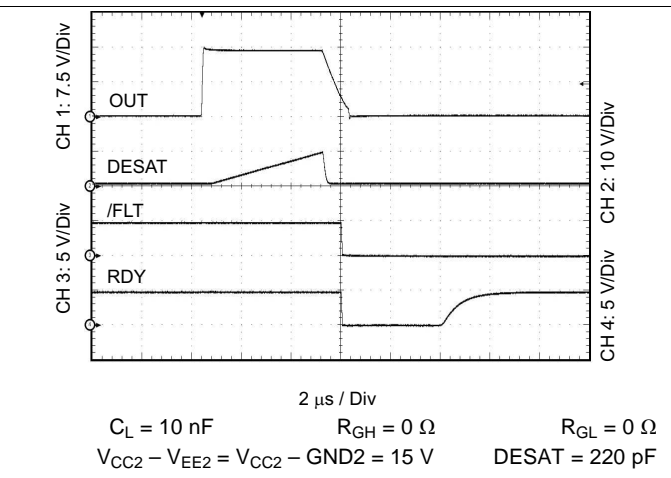 CH 1: 7.5 V/Div
OUT
DESAT
CH 2: 10 V/Div
/FLT
CH 3: 5 V/Div
RDY
CH 4: 5 V/Div
2 μs / Div
C_L = 10 nF R_GH = 0 Ω R_GL = 0 Ω
V_CC2 – V_EE2 = V_CC2 – GND2 = 15 V DESAT = 220 pF